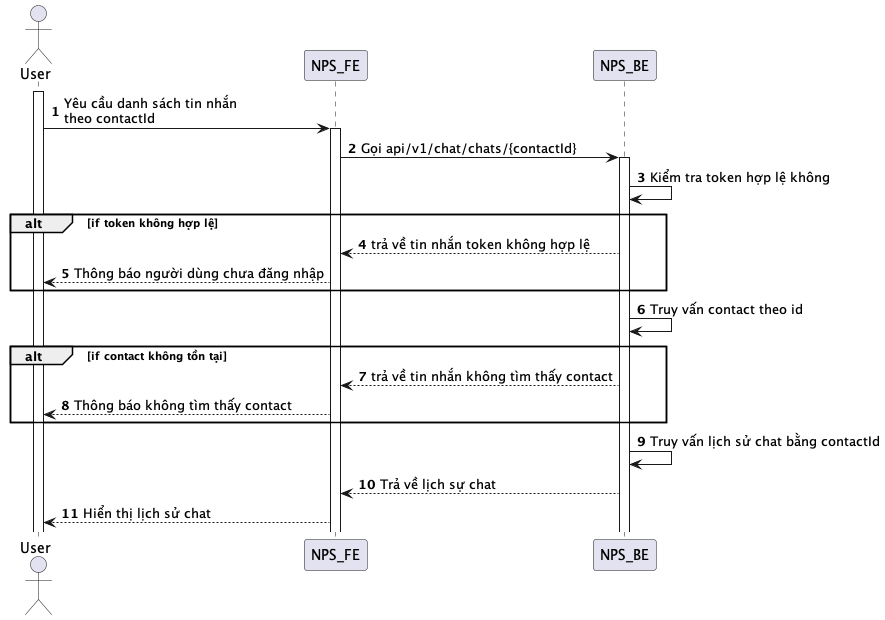 User
NPS_FE
NPS_BE
1 Yêu cầu danh sách tin nhắn
theo contactId
2 Gọi api/v1/chat/chats/{contactId}
3 Kiểm tra token hợp lệ không
alt [if token không hợp lệ]
4 trả về tin nhắn token không hợp lệ
5 Thông báo người dùng chưa đăng nhập
6 Truy vấn contact theo id
alt [if contact không tồn tại]
7 trả về tin nhắn không tìm thấy contact
8 Thông báo không tìm thấy contact
9 Truy vấn lịch sử chat bằng contactId
10 Trả về lịch sự chat
11 Hiển thị lịch sử chat
User
NPS_FE
NPS_BE